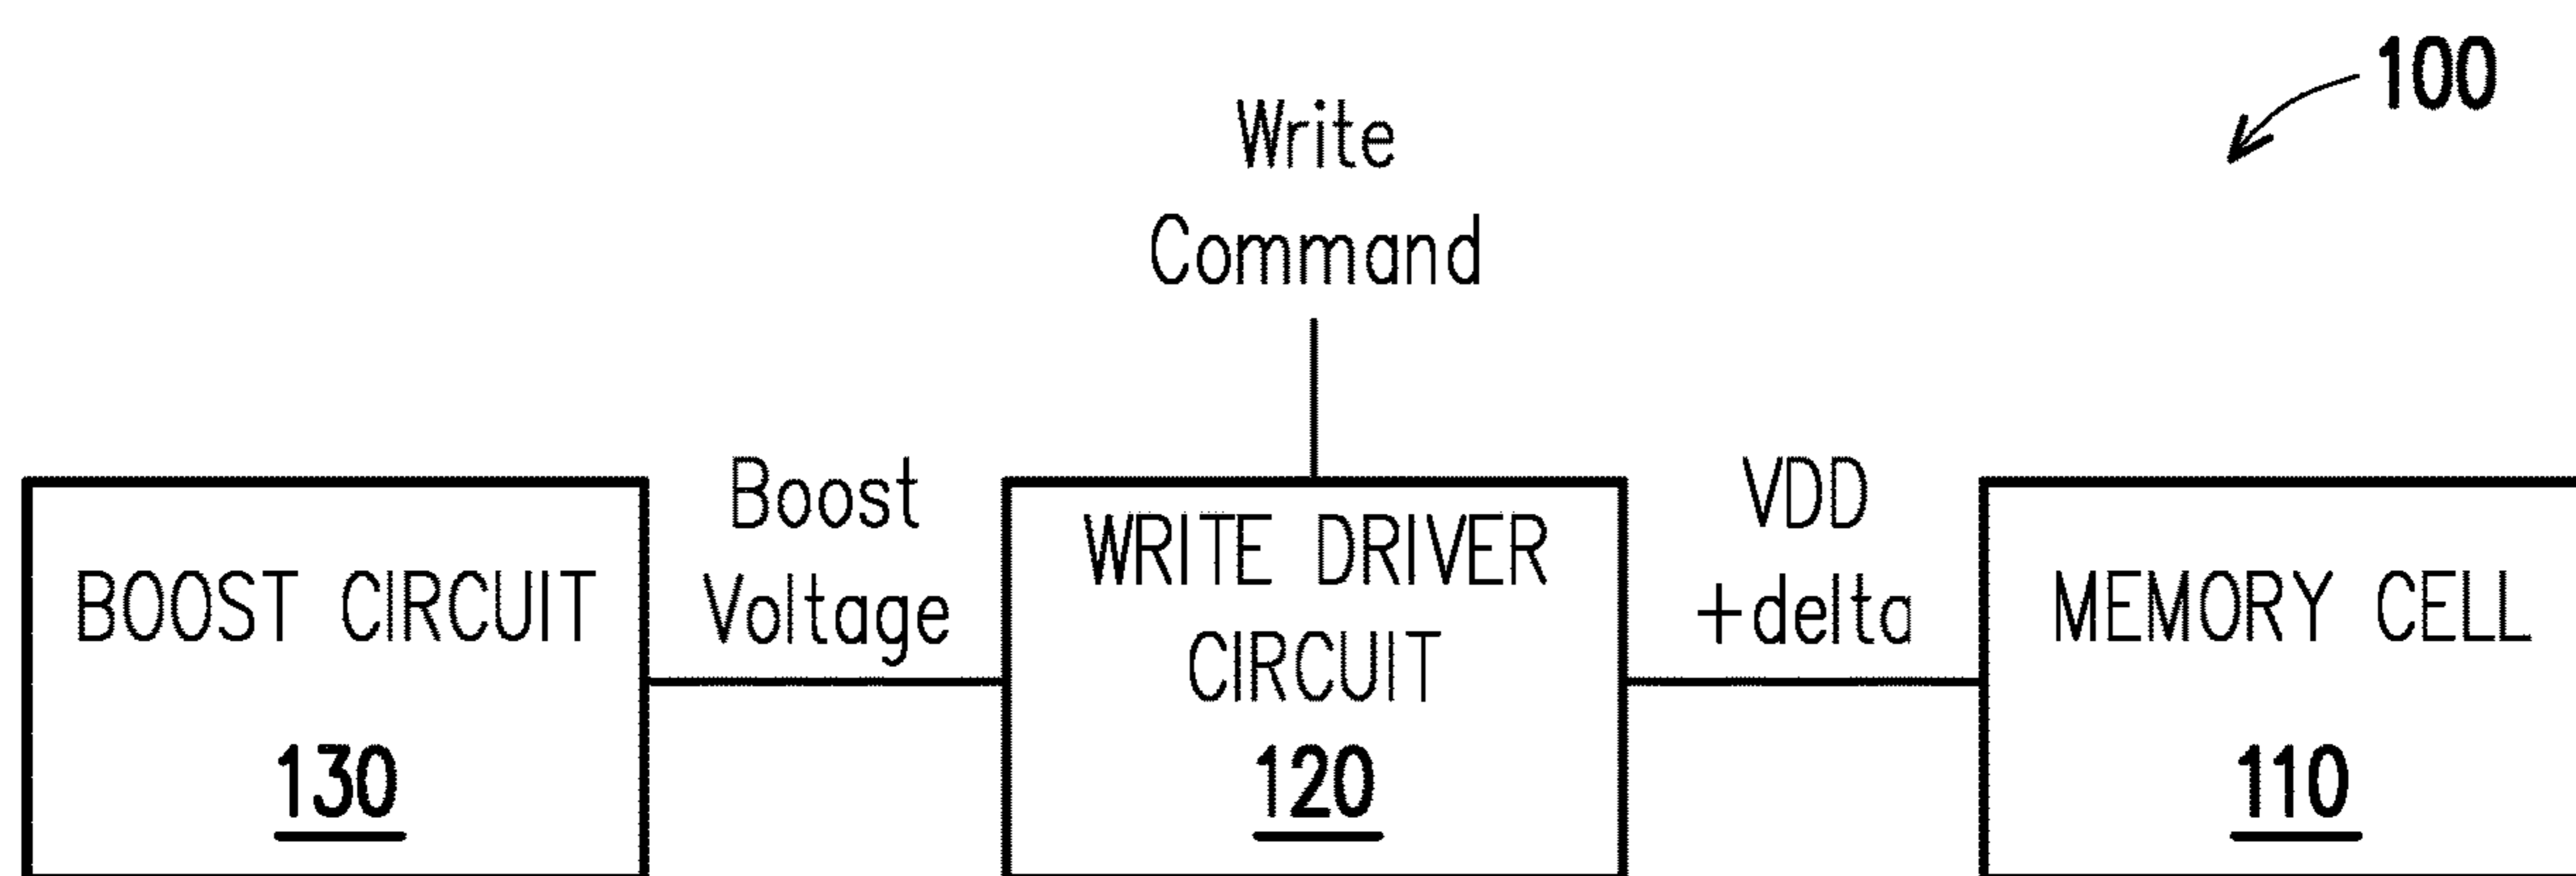 100
Write
Command
Boost
Voltage
VDD
+delta
BOOST CIRCUIT
130
WRITE DRIVER
CIRCUIT
120
MEMORY CELL
110